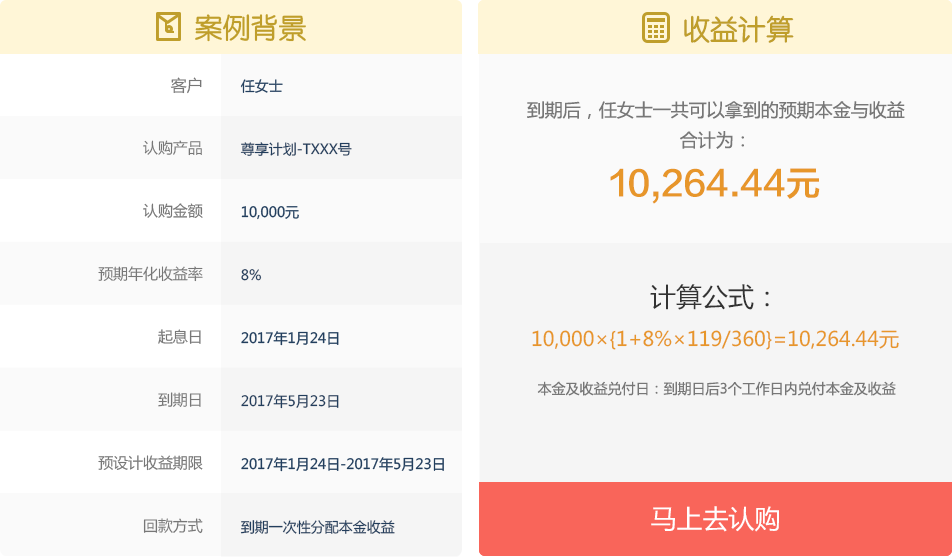 案例背景
客户 任女士
认购产品 尊享计划-TXXX号
认购金额 10,000元
预期年化收益率 8%
起息日 2017年1月24日
到期日 2017年5月23日
预设计收益期限 2017年1月24日-2017年5月23日
回款方式 到期一次性分配本金收益
收益计算
到期后，任女士一共可以拿到的预期本金与收益
合计为：
10,264.44元
计算公式：
10,000×{1+8%×119/360}=10,264.44元
本金及收益兑付日：到期日后3个工作日内兑付本金及收益
马上去认购